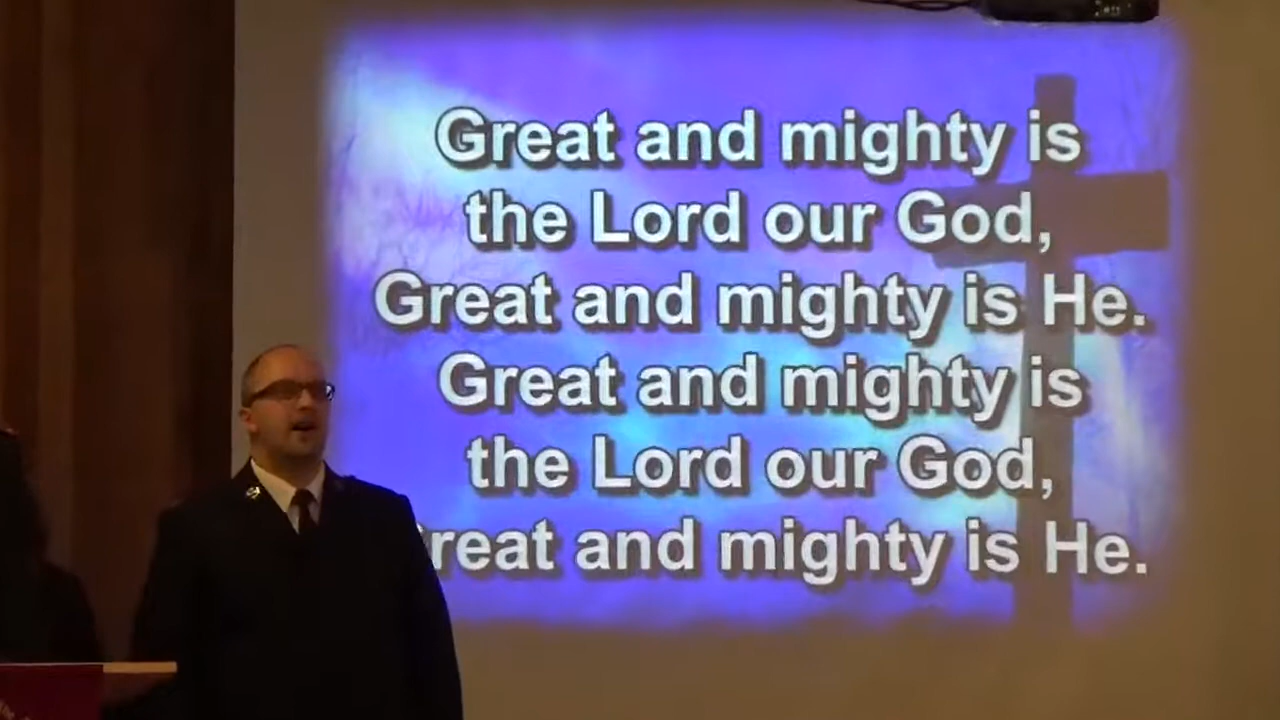 Great and mighty is
the Lord our God,
Great and mighty is He.
Great and mighty is
the Lord our God,
Great and mighty is He.